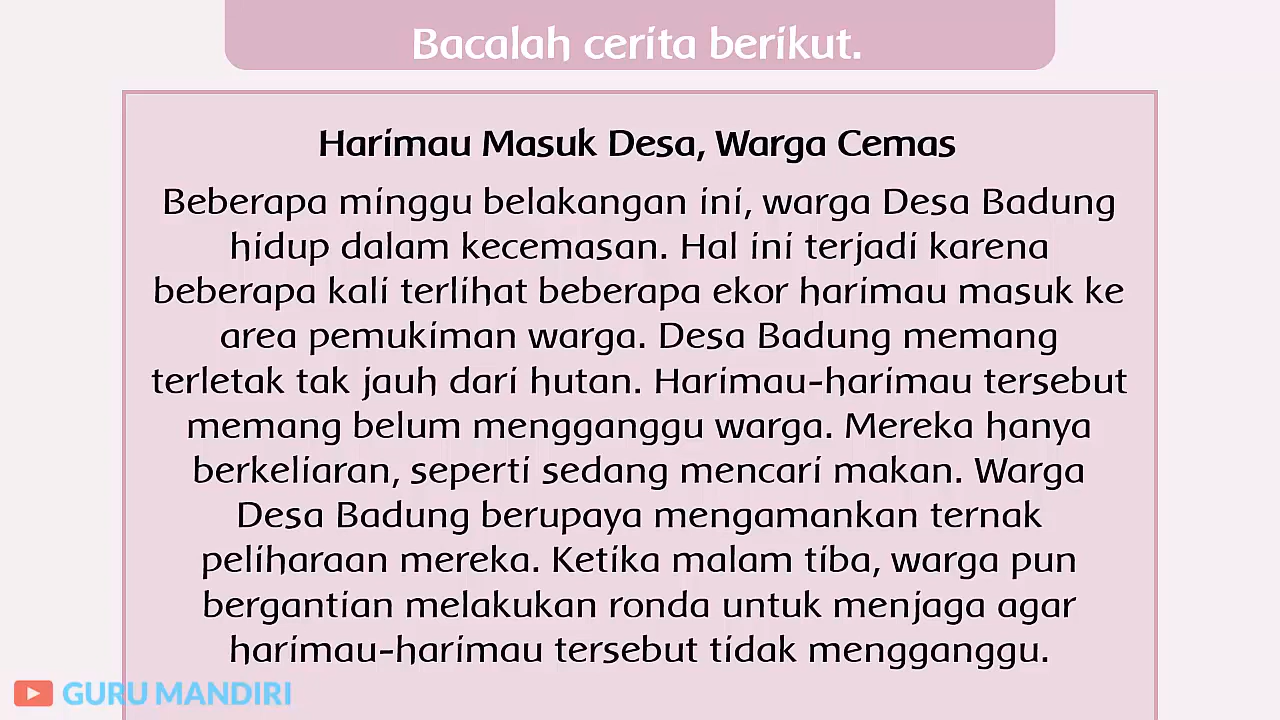 Bacalah cerita berikut.
Harimau Masuk Desa, Warga Cemas
Beberapa minggu belakangan ini, warga Desa Badung
hidup dalam kecemasan. Hal ini terjadi karena
beberapa kali terlihat beberapa ekor harimau masuk ke
area pemukiman warga. Desa Badung memang
terletak tak jauh dari hutan. Harimau-harimau tersebut
memang belum mengganggu warga. Mereka hanya
berkeliaran, seperti sedang mencari makan. Warga
Desa Badung berupaya mengamankan ternak
peliharaan mereka. Ketika malam tiba, warga pun
bergantian melakukan ronda untuk menjaga agar
harimau-harimau tersebut tidak mengganggu.
GURU MANDIRI